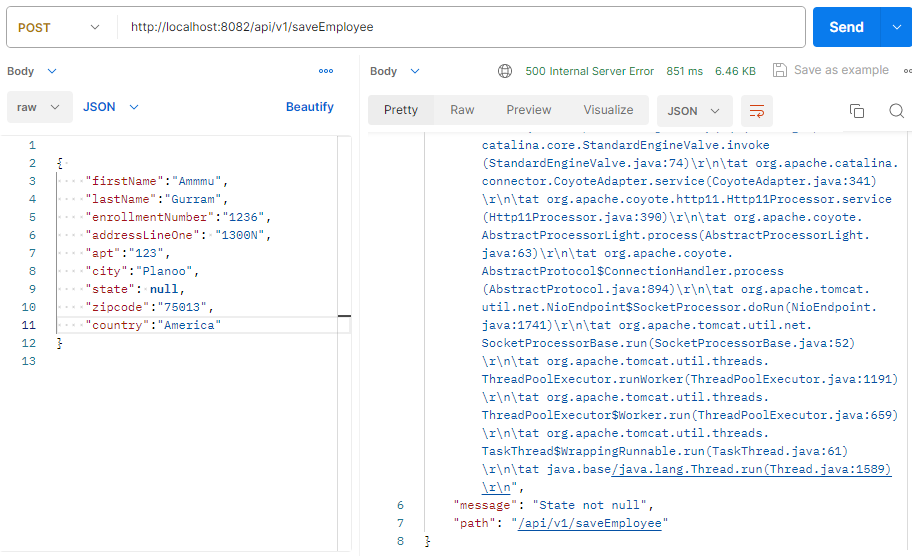 POST
http://localhost:8082/api/v1/saveEmployee
Send
Body
raw
JSON
Beautify
1
2 {
3 "firstName":"Ammmu",
4 "lastName":"Gurram",
5 "enrollmentNumber":"1236",
6 "addressLineOne": "1300N",
7 "apt":"123",
8 "city":"Planoo",
9 "state": null,
10 "zipcode":"75013",
11 "country":"America"
12 }
13
Body
500 Internal Server Error 851 ms 6.46 KB Save as example
Pretty Raw Preview Visualize JSON
catalina.core.StandardEngineValve.invoke
(StandardEngineValve.java:74)\r\n\tat org.apache.catalina.
connector.CoyoteAdapter.service(CoyoteAdapter.java:341)
\r\n\tat org.apache.coyote.http11.Http11Processor.service
(Http11Processor.java:390)\r\n\tat org.apache.coyote.
AbstractProcessorLight.process(AbstractProcessorLight.
java:63)\r\n\tat org.apache.coyote.
AbstractProtocol$ConnectionHandler.process
(AbstractProtocol.java:894)\r\n\tat org.apache.tomcat.
util.net.NioEndpoint$SocketProcessor.doRun(NioEndpoint.
java:1741)\r\n\tat org.apache.tomcat.util.net.
SocketProcessorBase.run(SocketProcessorBase.java:52)
\r\n\tat org.apache.tomcat.util.threads.
ThreadPoolExecutor.runWorker(ThreadPoolExecutor.java:1191)
\r\n\tat org.apache.tomcat.util.threads.
ThreadPoolExecutor$Worker.run(ThreadPoolExecutor.java:659)
\r\n\tat org.apache.tomcat.util.threads.
TaskThread$WrappingRunnable.run(TaskThread.java:61)
\r\n\tat java.base/java.lang.Thread.run(Thread.java:1589)
\r\n",
6 "message": "State not null",
7 "path": "/api/v1/saveEmployee"
8 }